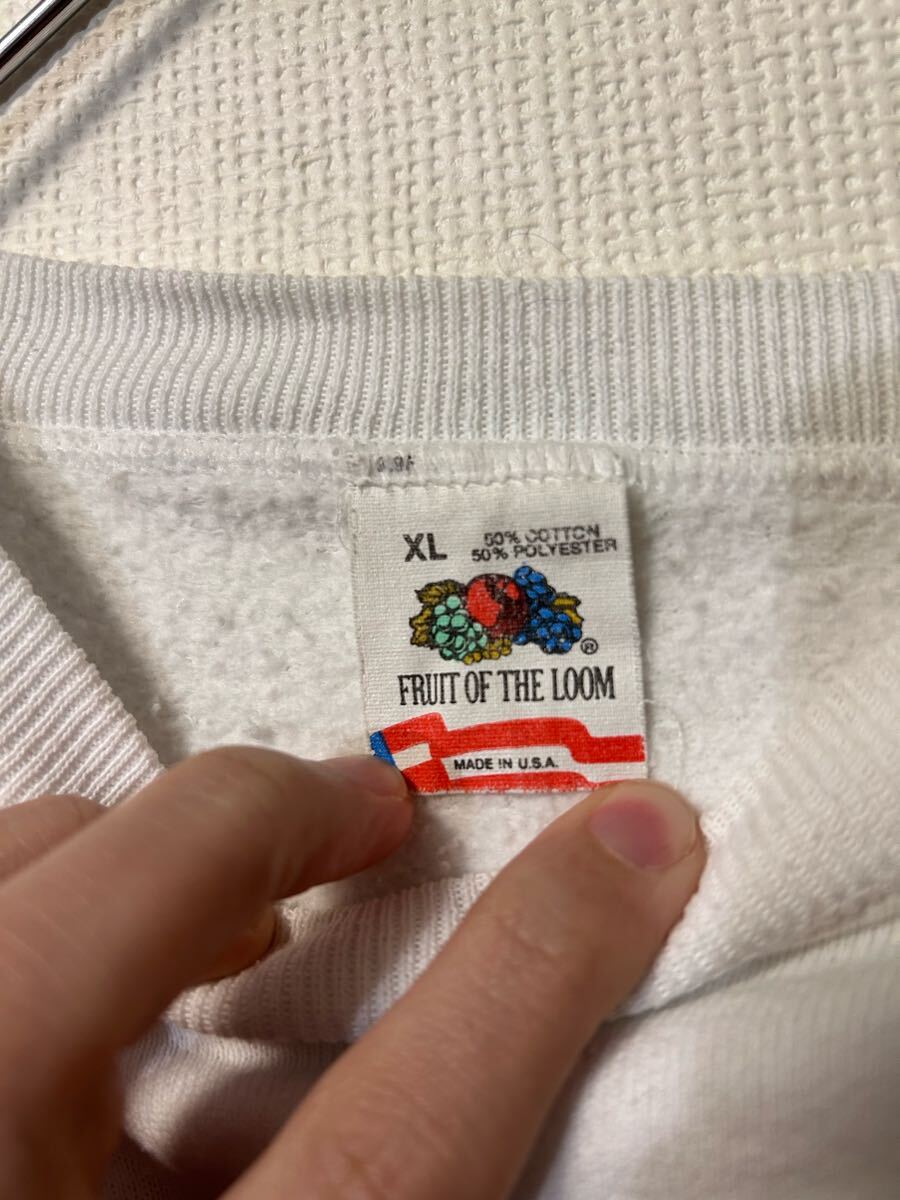 XL
50% COTTON
50% POLYESTER
®
FRUIT OF THE LOOM
MADE IN U.S.A.